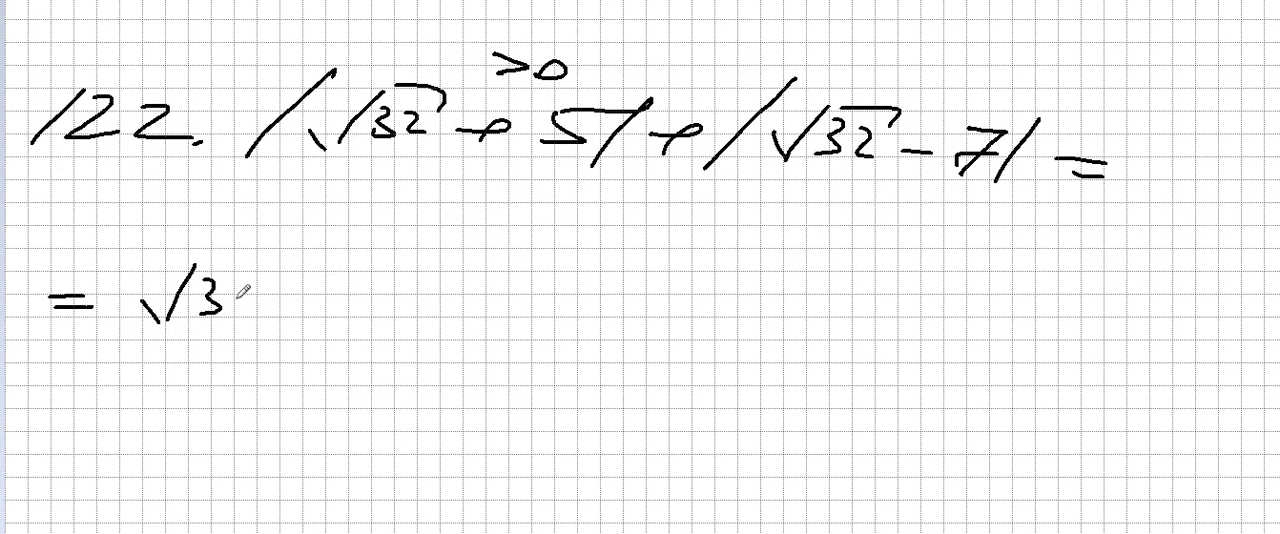 >0
122. |√32 + 5| + |√32 - 7| =
= √3